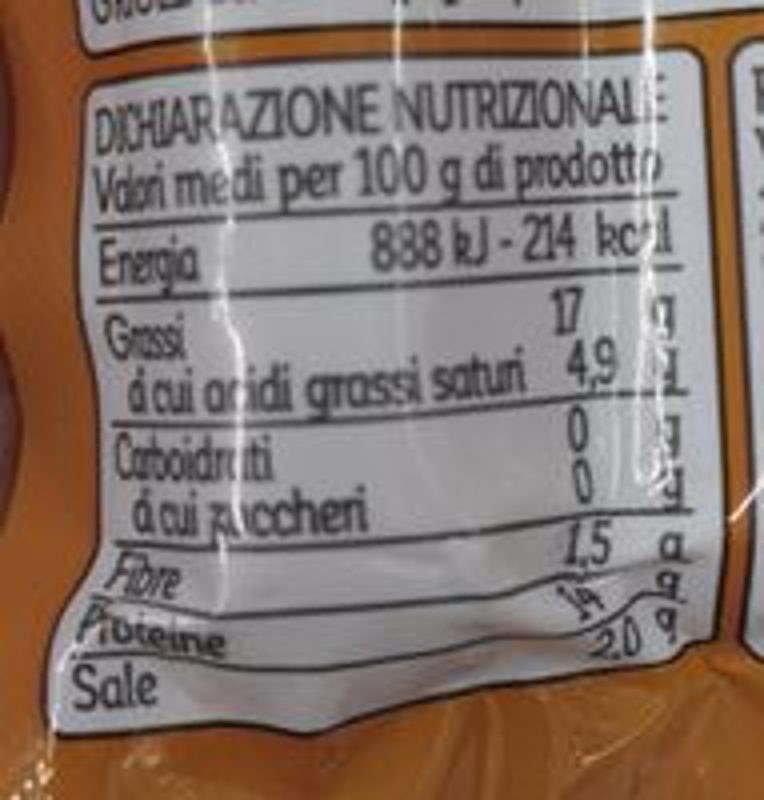 DICHIARAZIONE NUTRIZIONALE
Valori medi per 100 g di prodotto
Energia 888 kJ - 214 kcal
Grassi 17 g
di cui acidi grassi saturi 4,9 g
Carboidrati 0 g
di cui zuccheri 0 g
Fibre 1,5 g
Proteine g
Sale 2,0 g